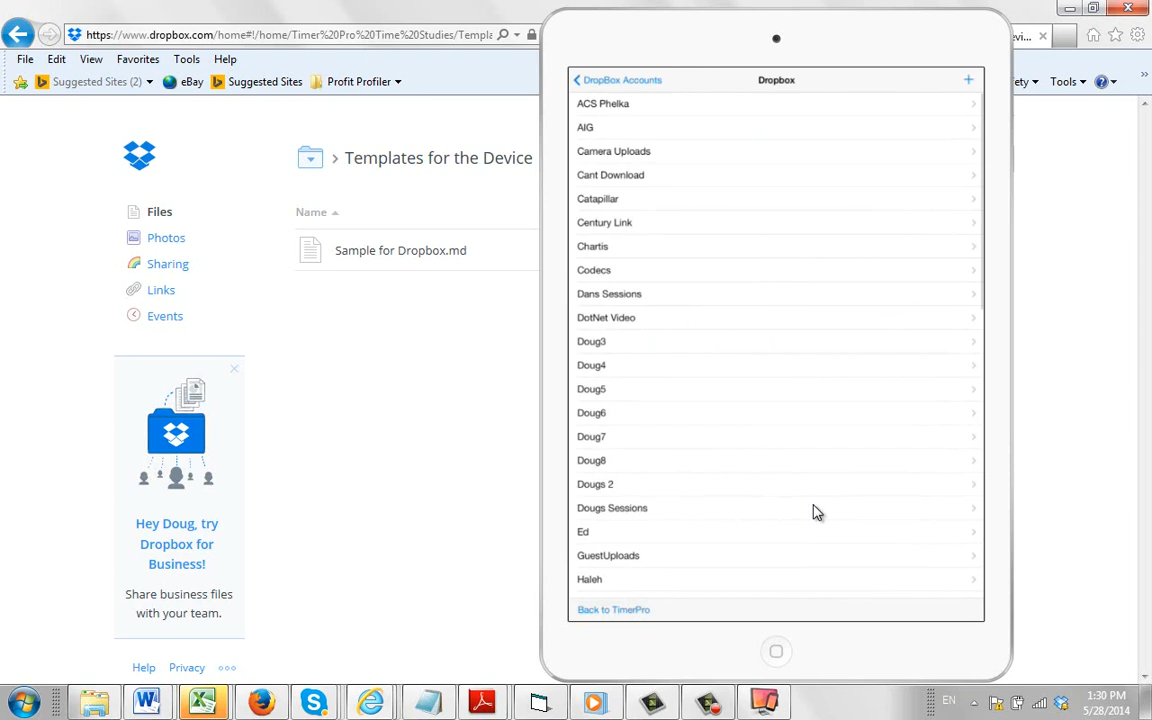 https://www.dropbox.com/home#!/home/Timer%20Pro%20Time%20Studies/Templa
File Edit View Favorites Tools Help
Suggested Sites (2) eBay Suggested Sites Profit Profiler
Tools
Templates for the Device
Files
Photos
Sharing
Links
Events
Name
Sample for Dropbox.md
Hey Doug, try
Dropbox for
Business!
Share business files
with your team.
Help Privacy
DropBox Accounts Dropbox +
ACS Phelka
AIG
Camera Uploads
Cant Download
Catapillar
Century Link
Chartis
Codecs
Dans Sessions
DotNet Video
Doug3
Doug4
Doug5
Doug6
Doug7
Doug8
Dougs 2
Dougs Sessions
Ed
GuestUploads
Haleh
Back to TimerPro
EN
1:30 PM
5/28/2014